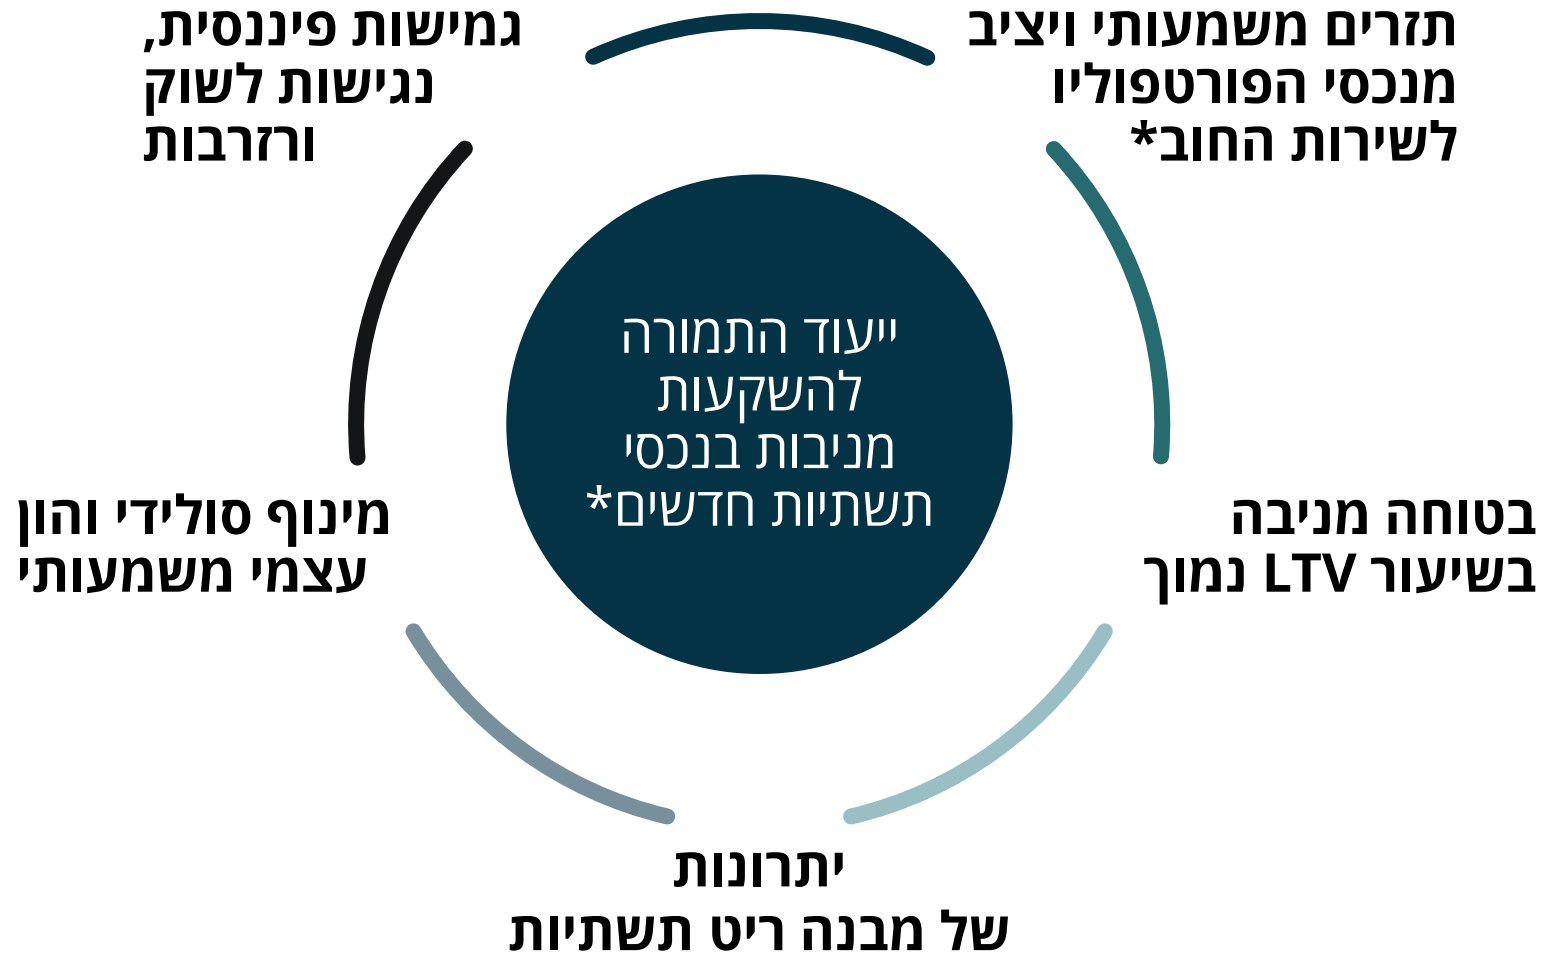 תזרים משמעותי ויציב
מנכסי הפורטפוליו
לשירות החוב*
גמישות פיננסית,
נגישות לשוק
ורזרבות
ייעוד התמורה
להשקעות
מניבות בנכסי
תשתיות חדשים*
בטוחה מניבה
בשיעור LTV נמוך
מינוף סולידי והון
עצמי משמעותי
יתרונות
של מבנה ריט תשתיות